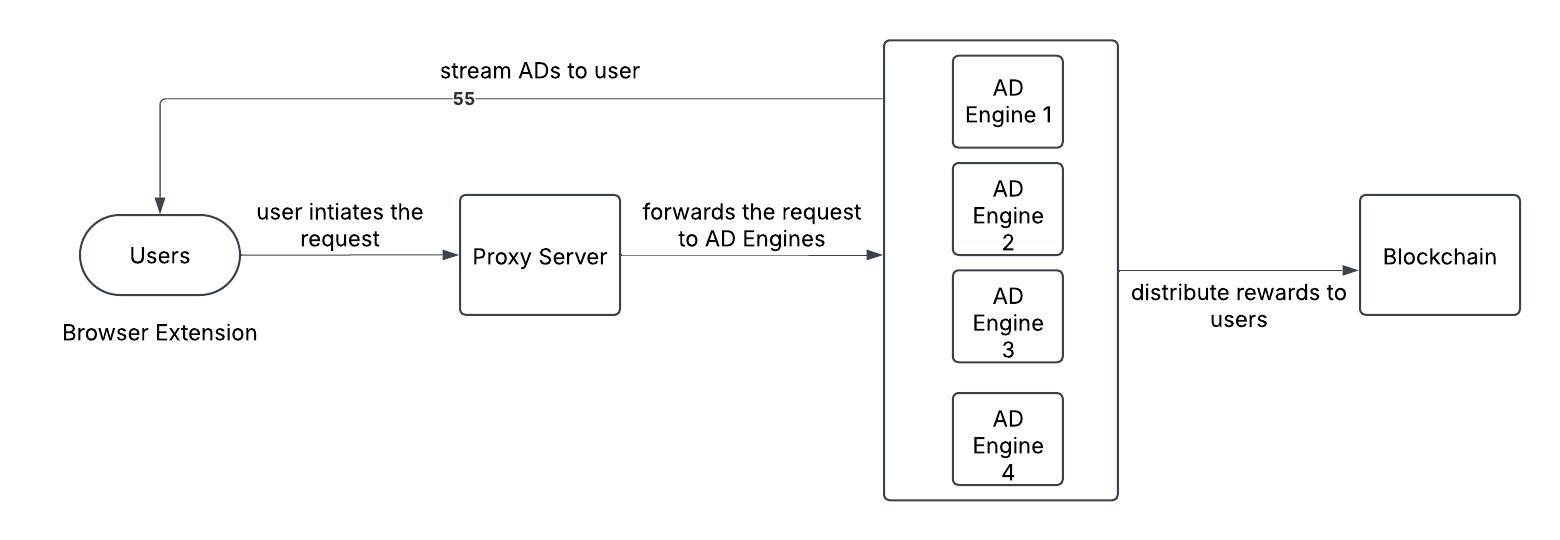 stream ADs to user
55
AD
Engine 1
AD
Engine
2
user intiates the
request
forwards the request
to AD Engines
Users
Proxy Server
Blockchain
AD
Engine
3
distribute rewards to
users
Browser Extension
AD
Engine
4